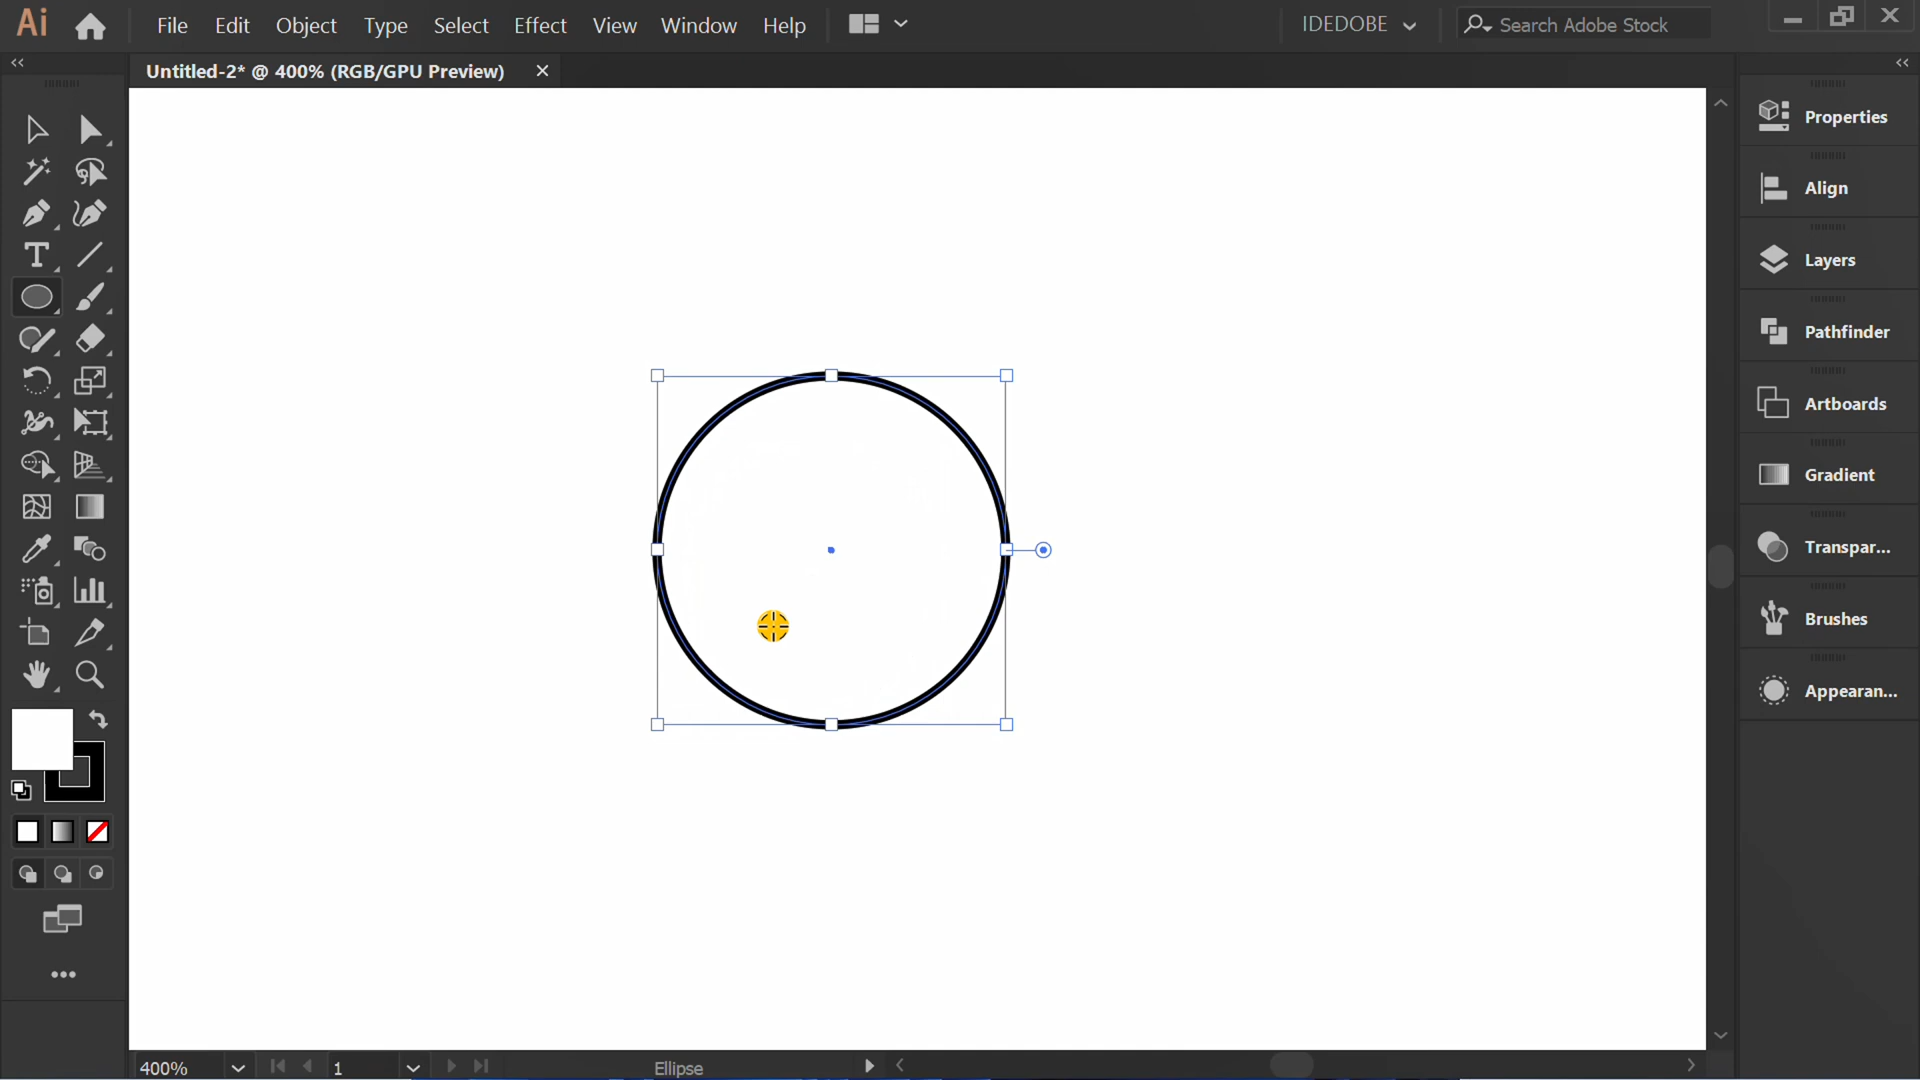 Ai File Edit Object Type Select Effect View Window Help IDEDOBE Search Adobe Stock
Untitled-2* @ 400% (RGB/GPU Preview)
Properties
Align
Layers
Pathfinder
Artboards
Gradient
Transpar...
Brushes
Appearan...
400% 1 Ellipse